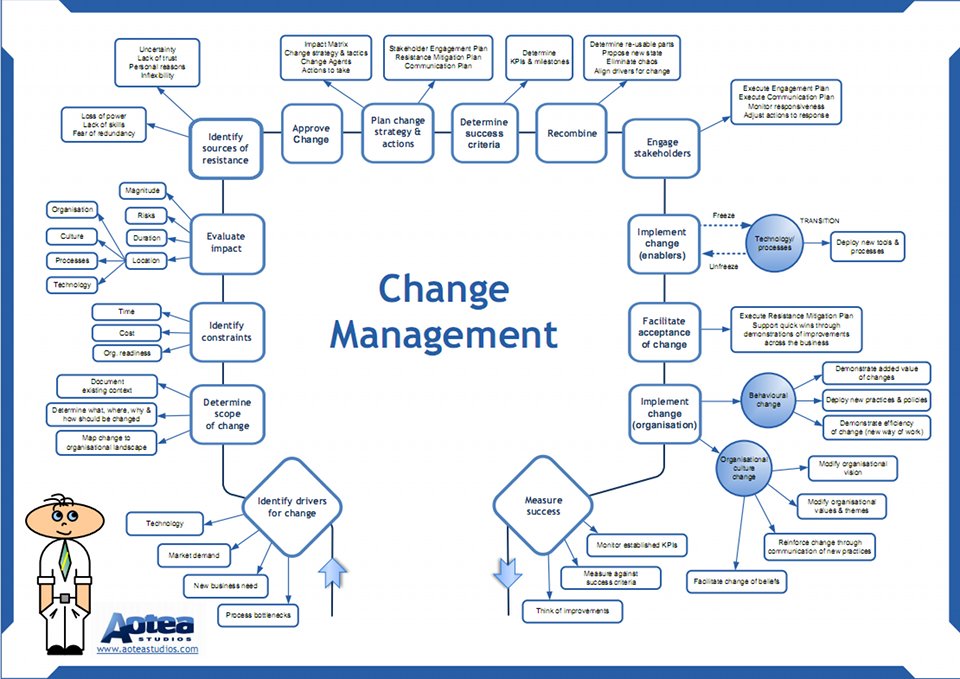 Change
Management
Identify drivers
for change
Technology
Market demand
New business need
Process bottlenecks
Determine
scope
of change
Document
existing context
Determine what, where, why &
how should be changed
Map change to
organisational landscape
Identify
constraints
Time
Cost
Org. readiness
Evaluate
impact
Magnitude
Risks
Duration
Location
Organisation
Culture
Processes
Technology
Identify
sources of
resistance
Loss of power
Lack of skills
Fear of redundancy
Uncertainty
Lack of trust
Personal reasons
Inflexibility
Approve
Change
Plan change
strategy &
actions
Impact Matrix
Change strategy & tactics
Change Agents
Actions to take
Stakeholder Engagement Plan
Resistance Mitigation Plan
Communication Plan
Determine
success
criteria
Determine
KPIs & milestones
Recombine
Determine re-usable parts
Propose new state
Eliminate chaos
Align drivers for change
Engage
stakeholders
Execute Engagement Plan
Execute Communication Plan
Monitor responsiveness
Adjust actions to response
Implement
change
(enablers)
Freeze
Unfreeze
Technology/
processes
TRANSITION
Deploy new tools &
processes
Facilitate
acceptance
of change
Execute Resistance Mitigation Plan
Support quick wins through
demonstrations of improvements
across the business
Implement
change
(organisation)
Behavioural
change
Demonstrate added value
of changes
Deploy new practices & policies
Demonstrate efficiency
of change (new way of work)
Organisational
culture
change
Modify organisational
vision
Modify organisational
values & themes
Reinforce change through
communication of new practices
Facilitate change of beliefs
Measure
success
Monitor established KPIs
Measure against
success criteria
Think of improvements
Aotea
STUDIOS
www.aoteastudios.com